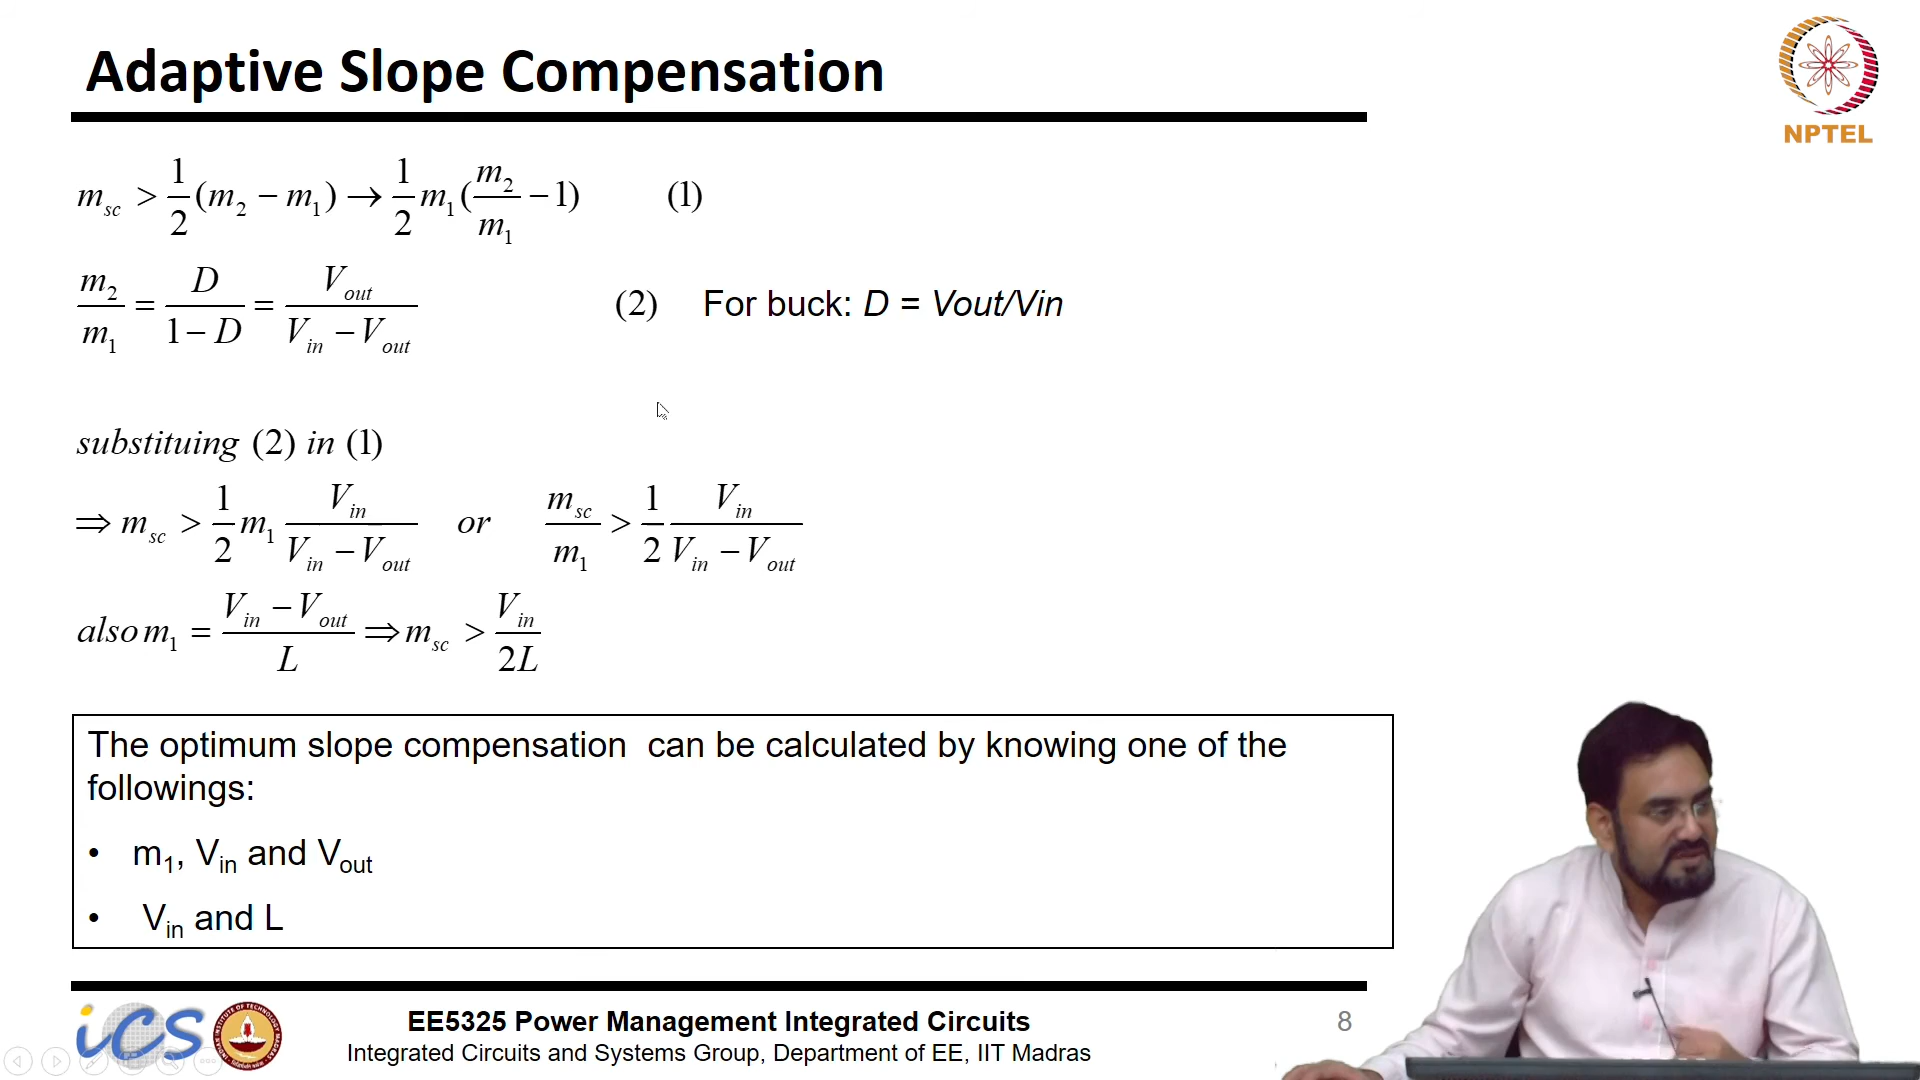 Adaptive Slope Compensation
NPTEL
m_sc > 1/2 (m_2 − m_1) → 1/2 m_1 (m_2/m_1 − 1) (1)
m_2/m_1 = D/(1 − D) = V_out/(V_in − V_out) (2) For buck: D = Vout/Vin
substituing (2) in (1)
⇒ m_sc > 1/2 m_1 V_in/(V_in − V_out) or m_sc/m_1 > 1/2 V_in/(V_in − V_out)
also m_1 = (V_in − V_out)/L ⇒ m_sc > V_in/2L
The optimum slope compensation can be calculated by knowing one of the
followings:
• m_1, V_in and V_out
• V_in and L
iCS
EE5325 Power Management Integrated Circuits
Integrated Circuits and Systems Group, Department of EE, IIT Madras
8